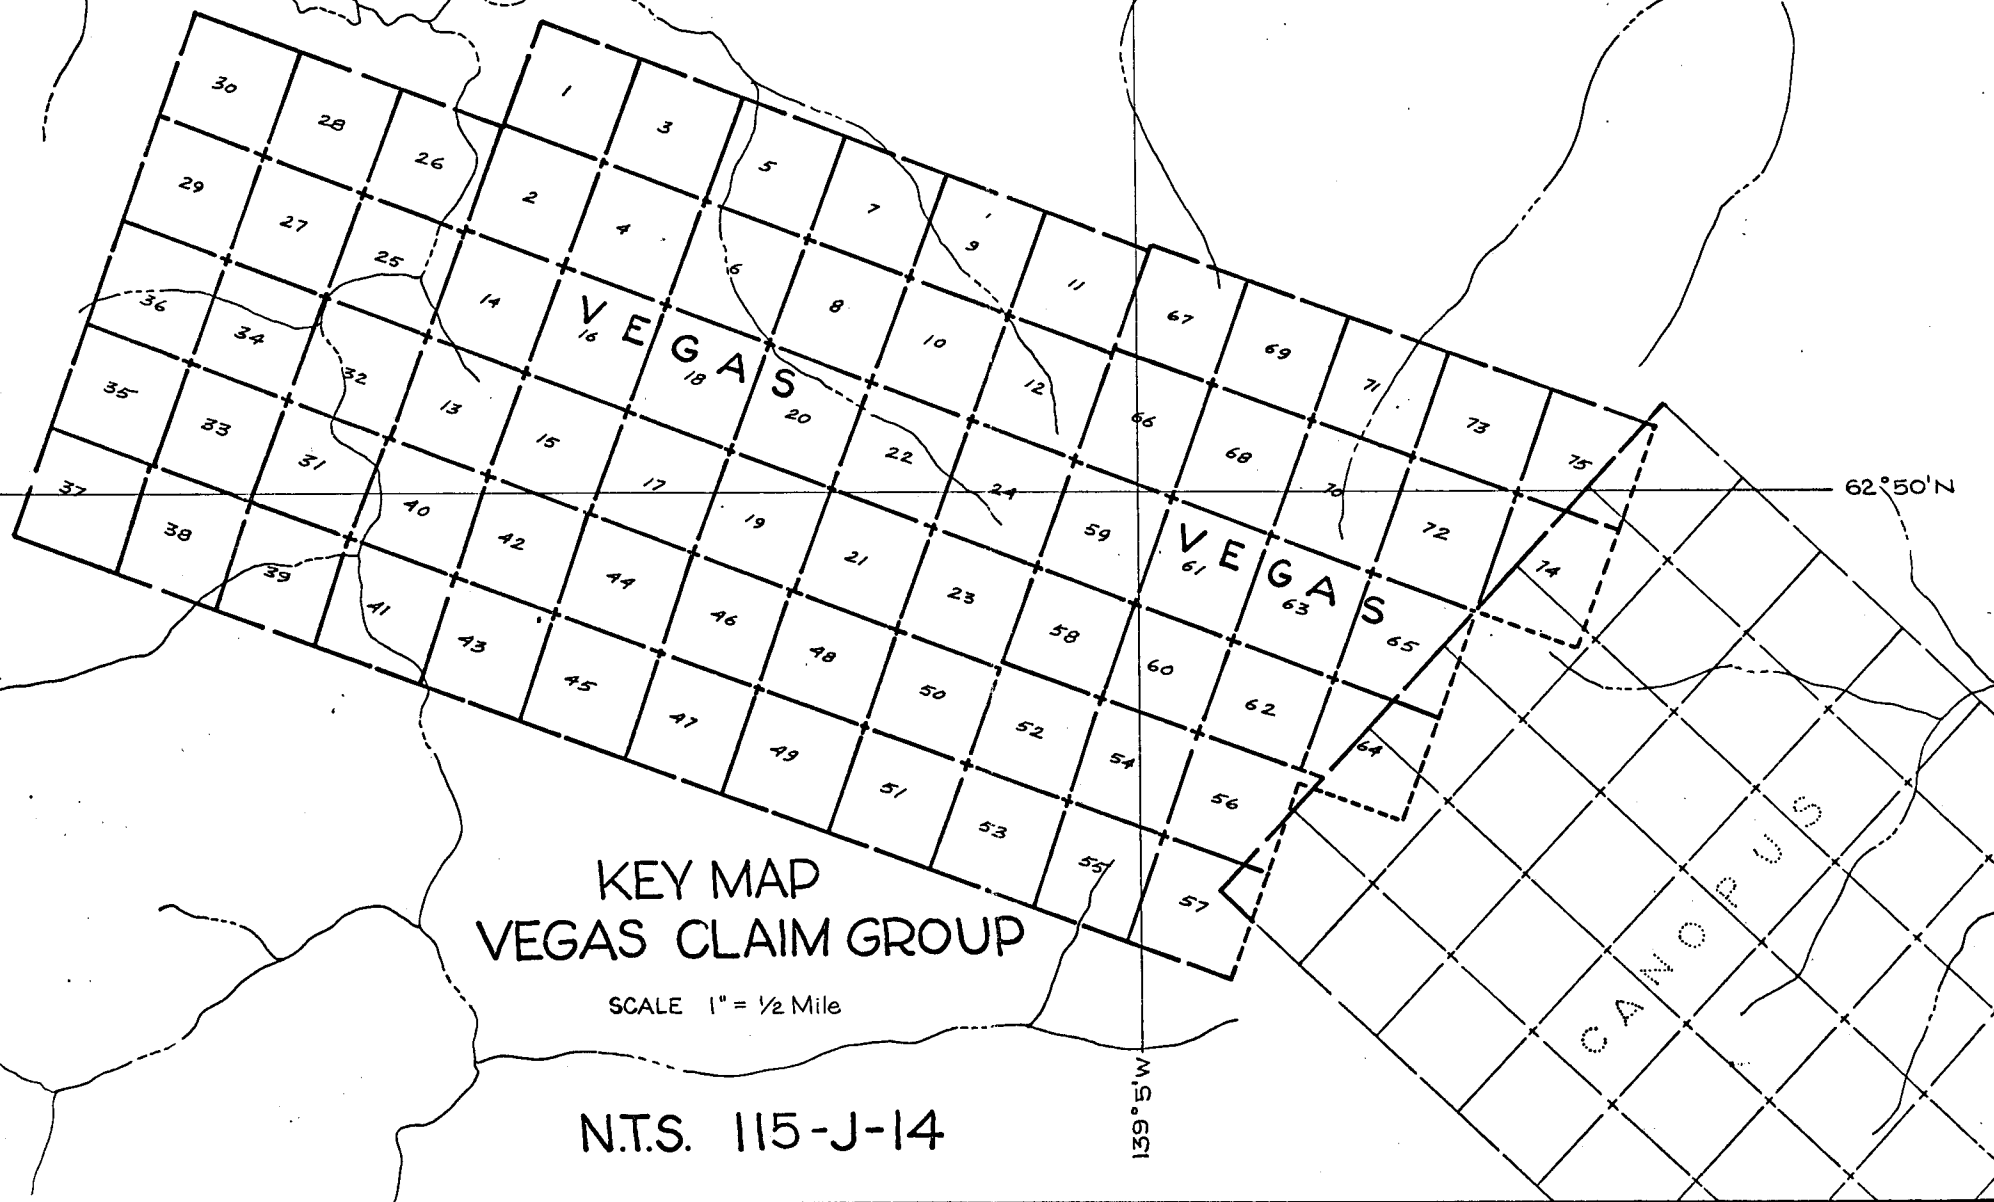 30 28 26 1 3 5 7 9 11
29 27 25 2 4 6 8 10 12 67 69 71 73 75
36 34 32 14 16 18 20 22 24 66 68 70 72 74
VEGAS
35 33 31 13 15 17 19 21 23 59 61 63 65
VEGAS
37 38 39 40 42 44 46 48 50 52 54 56 58 60 62 64
41 43 45 47 49 51 53 55 57
62°50'N
CANOPUS
KEY MAP
VEGAS CLAIM GROUP
SCALE 1" = 1/2 Mile
139°5'W
N.T.S. 115-J-14